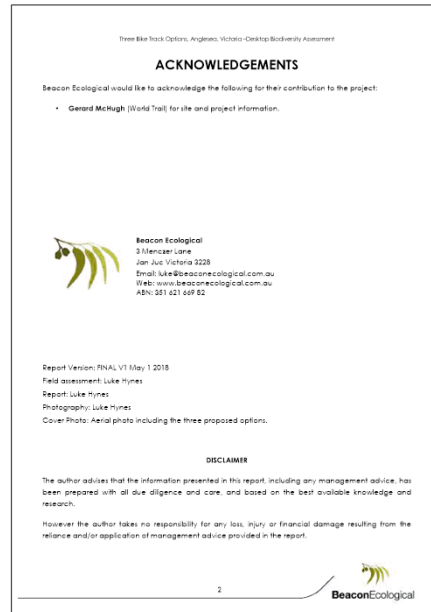 Three Bike Track Options, Anglesea, Victoria -Desktop Biodiversity Assessment
ACKNOWLEDGEMENTS
Beacon Ecological would like to acknowledge the following for their contribution to the project:
• Gerard McHugh (World Trail) for site and project information.
Beacon Ecological
3 Menczer Lane
Jan Juc Victoria 3228
Email: luke@beaconecological.com.au
Web: www.beaconecological.com.au
ABN: 351 621 669 82
Report Version: FINAL V1 May 1 2018
Field assessment: Luke Hynes
Report: Luke Hynes
Photography: Luke Hynes
Cover Photo: Aerial photo including the three proposed options.
DISCLAIMER
The author advises that the information presented in this report, including any management advice, has
been prepared with all due diligence and care, and based on the best available knowledge and
research.
However the author takes no responsibility for any loss, injury or financial damage resulting from the
reliance and/or application of management advice provided in the report.
2
BeaconEcological